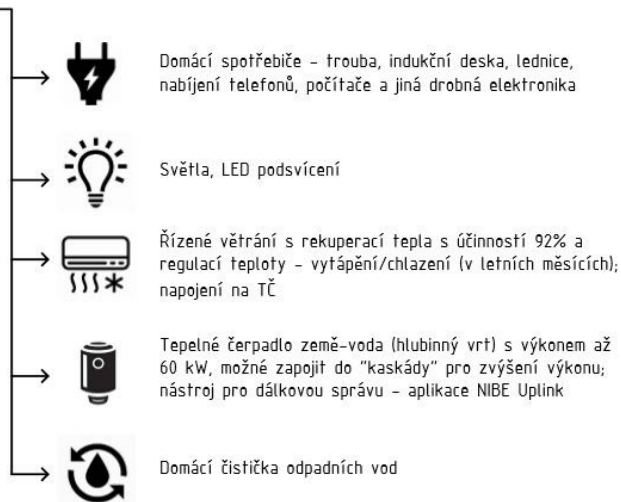 Domácí spotřebiče – trouba, indukční deska, lednice,
nabíjení telefonů, počítače a jiná drobná elektronika
Světla, LED podsvícení
Řízené větrání s rekuperací tepla s účinností 92% a
regulací teploty – vytápění/chlazení (v letních měsících);
napojení na TČ
Tepelné čerpadlo země-voda (hlubinný vrt) s výkonem až
60 kW, možné zapojit do "kaskády" pro zvýšení výkonu;
nástroj pro dálkovou správu – aplikace NIBE Uplink
Domácí čistička odpadních vod